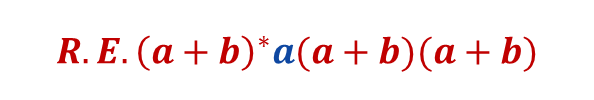 R. E. (a + b)*a(a + b)(a + b)